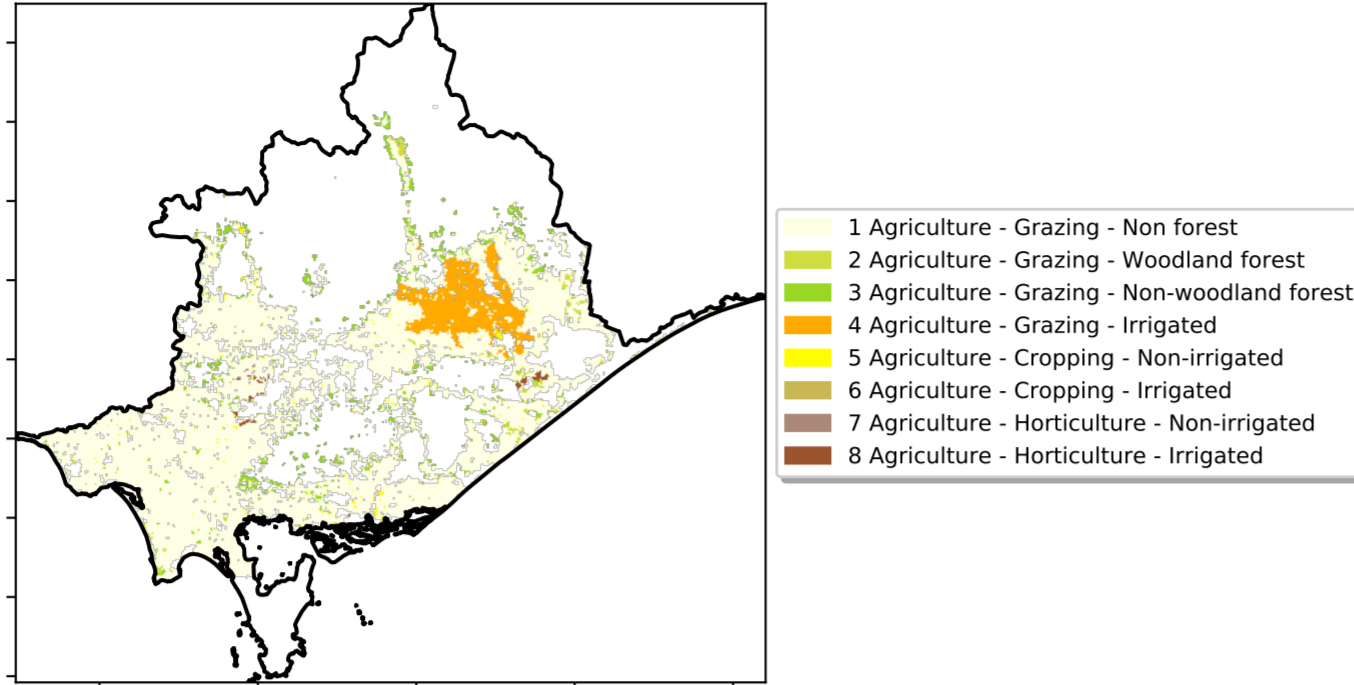 1 Agriculture - Grazing - Non forest
2 Agriculture - Grazing - Woodland forest
3 Agriculture - Grazing - Non-woodland forest
4 Agriculture - Grazing - Irrigated
5 Agriculture - Cropping - Non-irrigated
6 Agriculture - Cropping - Irrigated
7 Agriculture - Horticulture - Non-irrigated
8 Agriculture - Horticulture - Irrigated